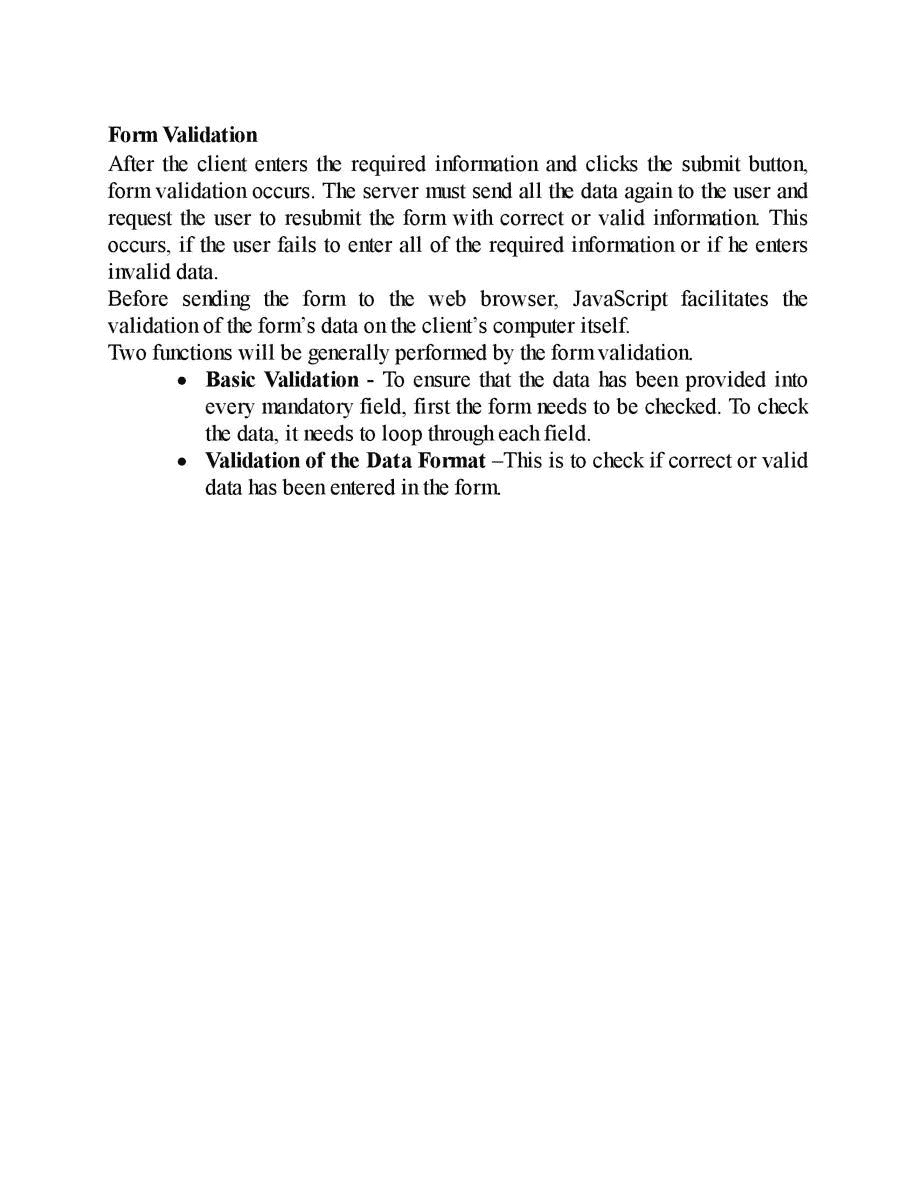 Form Validation
After the client enters the required information and clicks the submit button,
form validation occurs. The server must send all the data again to the user and
request the user to resubmit the form with correct or valid information. This
occurs, if the user fails to enter all of the required information or if he enters
invalid data.
Before sending the form to the web browser, JavaScript facilitates the
validation of the form’s data on the client’s computer itself.
Two functions will be generally performed by the form validation.
• Basic Validation - To ensure that the data has been provided into
every mandatory field, first the form needs to be checked. To check
the data, it needs to loop through each field.
• Validation of the Data Format –This is to check if correct or valid
data has been entered in the form.